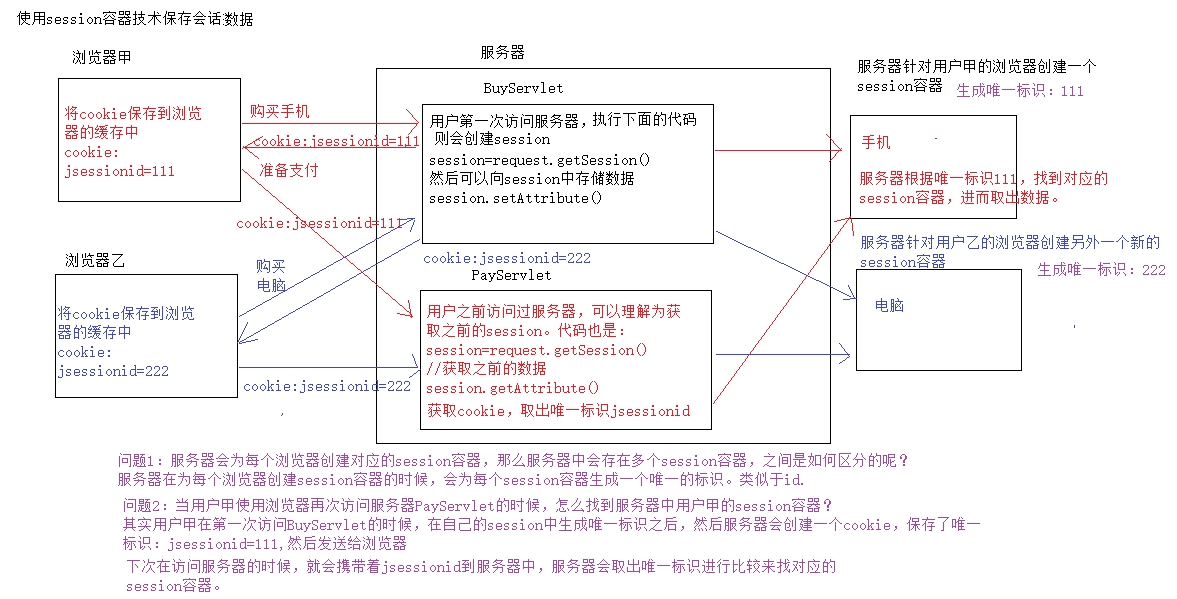 使用session容器技术保存会话数据
浏览器甲
将cookie保存到浏览
器的缓存中
cookie:
jsessionid=111
购买手机
cookie:jsessionid=111
准备支付
cookie:jsessionid=111
服务器
BuyServlet
用户第一次访问服务器，执行下面的代码
则会创建session
session=request.getSession()
然后可以向session中存储数据
session.setAttribute()
服务器针对用户甲的浏览器创建一个
session容器
生成唯一标识：111
手机
服务器根据唯一标识111，找到对应的
session容器，进而取出数据。
浏览器乙
将cookie保存到浏览
器的缓存中
cookie:
jsessionid=222
购买
电脑
cookie:jsessionid=222
cookie:jsessionid=222
PayServlet
用户之前访问过服务器，可以理解为获
取之前的session。代码也是：
session=request.getSession()
//获取之前的数据
session.getAttribute()
获取cookie，取出唯一标识jsessionid
服务器针对用户乙的浏览器创建另外一个新的
session容器
生成唯一标识：222
电脑
问题1：服务器会为每个浏览器创建对应的session容器，那么服务器中会存在多个session容器，之间是如何区分的呢？
服务器在为每个浏览器创建session容器的时候，会为每个session容器生成一个唯一的标识。类似于id.
问题2：当用户甲使用浏览器再次访问服务器PayServlet的时候，怎么找到服务器中用户甲的session容器？
其实用户甲在第一次访问BuyServlet的时候，在自己的session中生成唯一标识之后，然后服务器会创建一个cookie，保存了唯一
标识：jsessionid=111,然后发送给浏览器
下次在访问服务器的时候，就会携带着jsessionid到服务器中，服务器会取出唯一标识进行比较来找对应的
session容器。